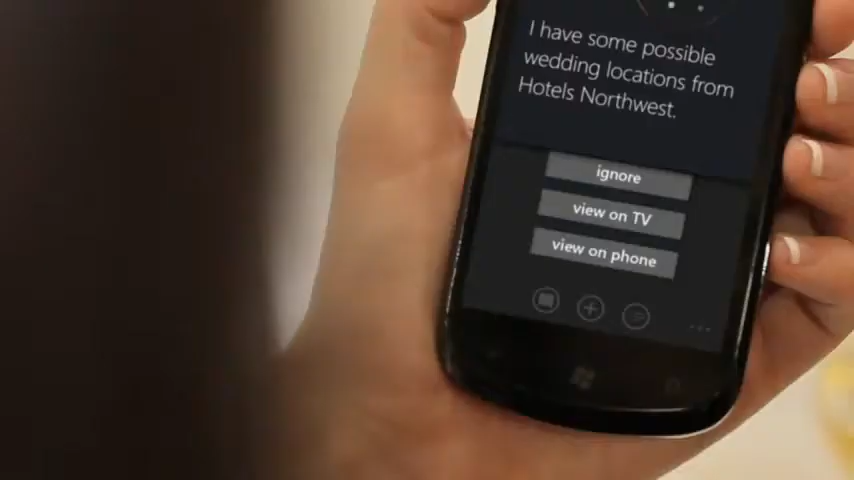 I have some possible
wedding locations from
Hotels Northwest.
ignore
view on TV
view on phone